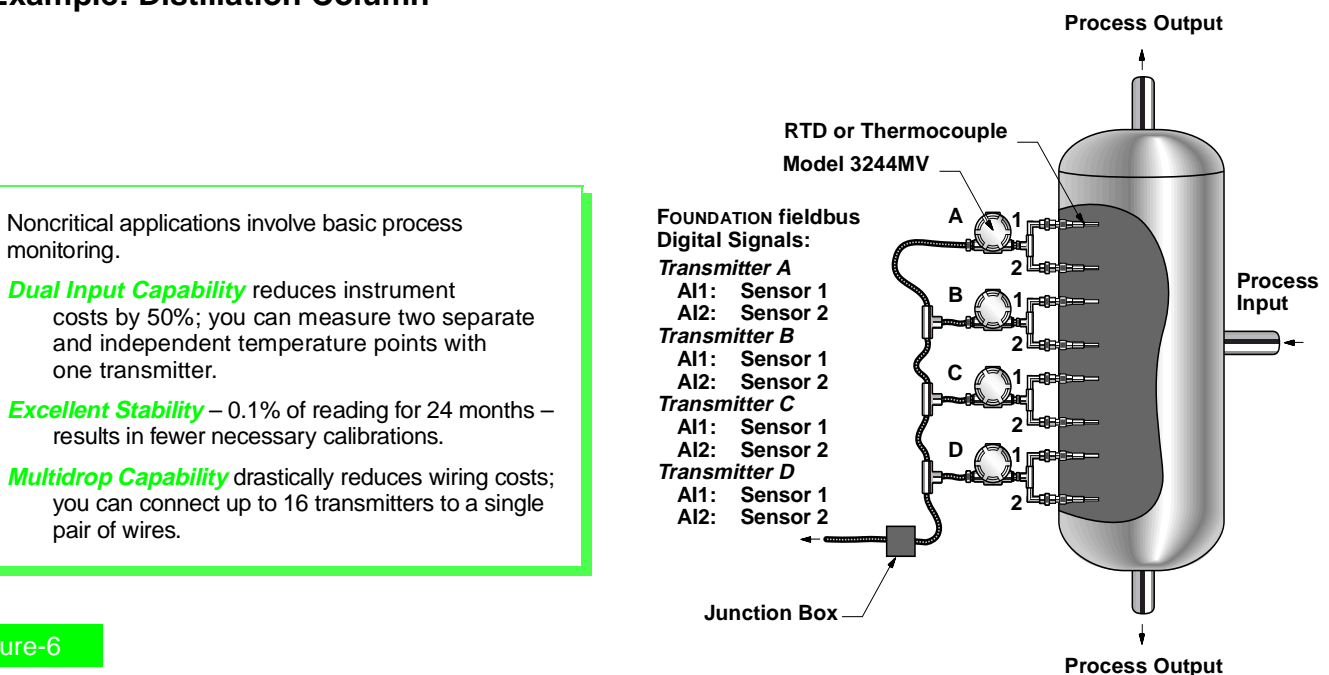 Example: Distillation Column
Noncritical applications involve basic process
monitoring.
Dual Input Capability reduces instrument
costs by 50%; you can measure two separate
and independent temperature points with
one transmitter.
Excellent Stability – 0.1% of reading for 24 months –
results in fewer necessary calibrations.
Multidrop Capability drastically reduces wiring costs;
you can connect up to 16 transmitters to a single
pair of wires.
ure-6
Process Output
RTD or Thermocouple
Model 3244MV
FOUNDATION fieldbus
Digital Signals:
Transmitter A
AI1: Sensor 1
AI2: Sensor 2
Transmitter B
AI1: Sensor 1
AI2: Sensor 2
Transmitter C
AI1: Sensor 1
AI2: Sensor 2
Transmitter D
AI1: Sensor 1
AI2: Sensor 2
A
1
2
B
1
2
C
1
2
D
1
2
Process
Input
Junction Box
Process Output